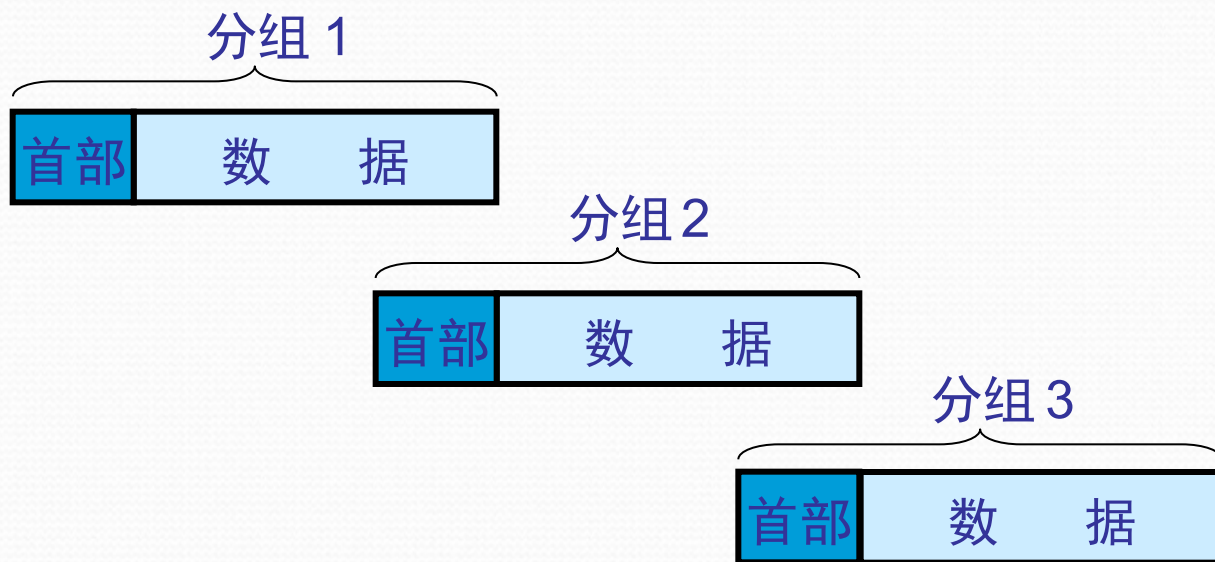 分组 1
首部 数 据
分组 2
首部 数 据
分组 3
首部 数 据